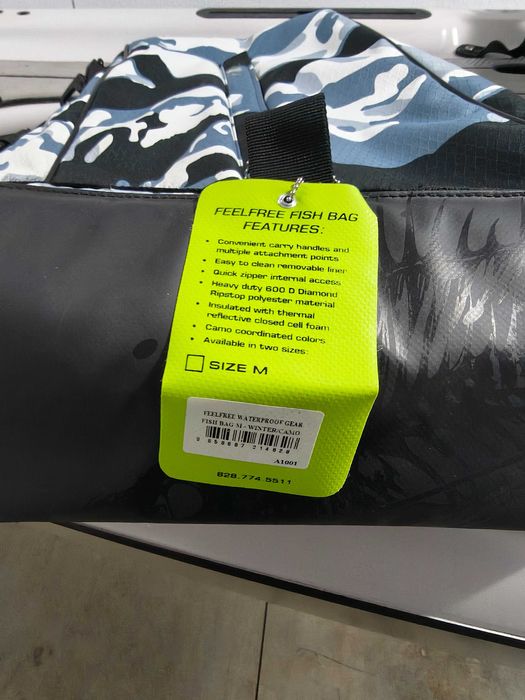 FEELFREE FISH BAG
FEATURES:
• Convenient carry handles and
multiple attachment points
• Easy to clean removable liner
• Quick zipper internal access
• Heavy duty 600 D Diamond
Ripstop polyester material
• Insulated with thermal
reflective closed cell foam
• Camo coordinated colors
• Available in two sizes:
SIZE M
FEELFREE WATERPROOF GEAR
FISH BAG M - WINTER/CAMO
A1001
828.774.5511